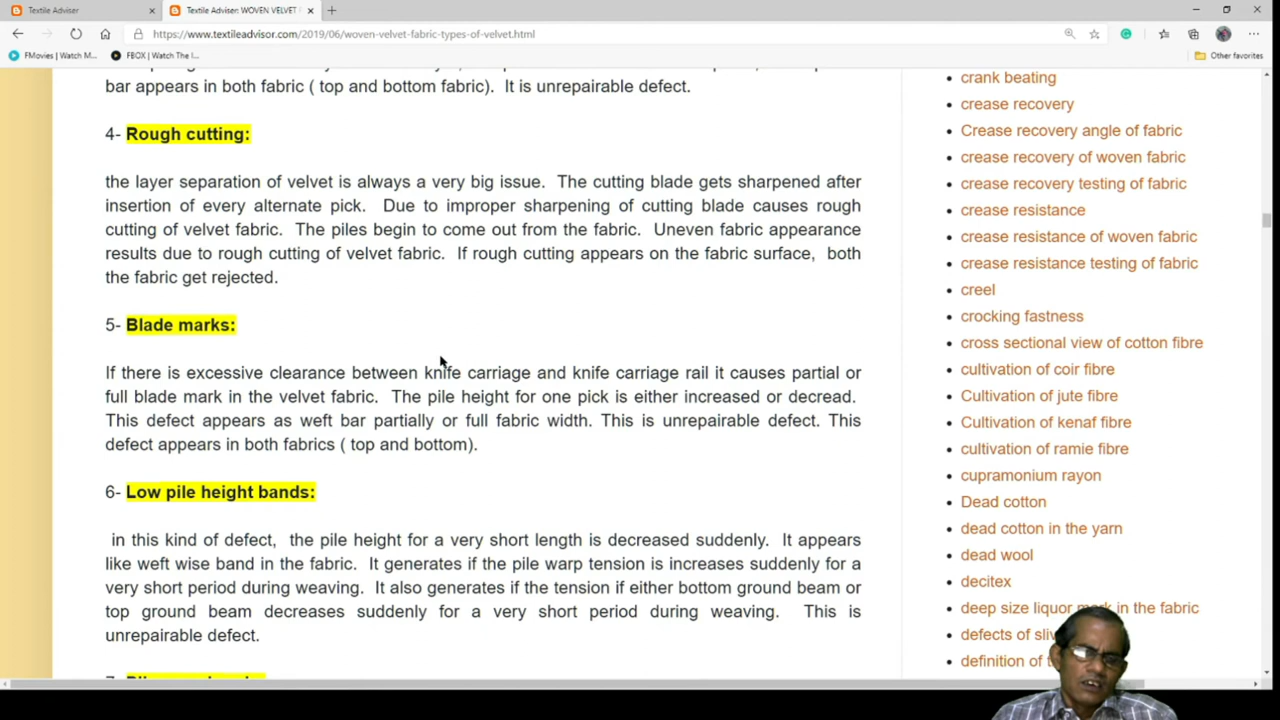 Textile Adviser
Textile Adviser: WOVEN VELVET
https://www.textileadvisor.com/2019/06/woven-velvet-fabric-types-of-velvet.html
FMovies | Watch M...
FBOX | Watch The I...
Other favorites
bar appears in both fabric ( top and bottom fabric). It is unrepairable defect.
4- Rough cutting:
the layer separation of velvet is always a very big issue. The cutting blade gets sharpened after
insertion of every alternate pick. Due to improper sharpening of cutting blade causes rough
cutting of velvet fabric. The piles begin to come out from the fabric. Uneven fabric appearance
results due to rough cutting of velvet fabric. If rough cutting appears on the fabric surface, both
the fabric get rejected.
5- Blade marks:
If there is excessive clearance between knife carriage and knife carriage rail it causes partial or
full blade mark in the velvet fabric. The pile height for one pick is either increased or decread.
This defect appears as weft bar partially or full fabric width. This is unrepairable defect. This
defect appears in both fabrics ( top and bottom).
6- Low pile height bands:
in this kind of defect, the pile height for a very short length is decreased suddenly. It appears
like weft wise band in the fabric. It generates if the pile warp tension is increases suddenly for a
very short period during weaving. It also generates if the tension if either bottom ground beam or
top ground beam decreases suddenly for a very short period during weaving. This is
unrepairable defect.
crank beating
crease recovery
Crease recovery angle of fabric
crease recovery of woven fabric
crease recovery testing of fabric
crease resistance
crease resistance of woven fabric
crease resistance testing of fabric
creel
crocking fastness
cross sectional view of cotton fibre
cultivation of coir fibre
Cultivation of jute fibre
Cultivation of kenaf fibre
cultivation of ramie fibre
cupramonium rayon
Dead cotton
dead cotton in the yarn
dead wool
decitex
deep size liquor mark in the fabric
defects of
definition of